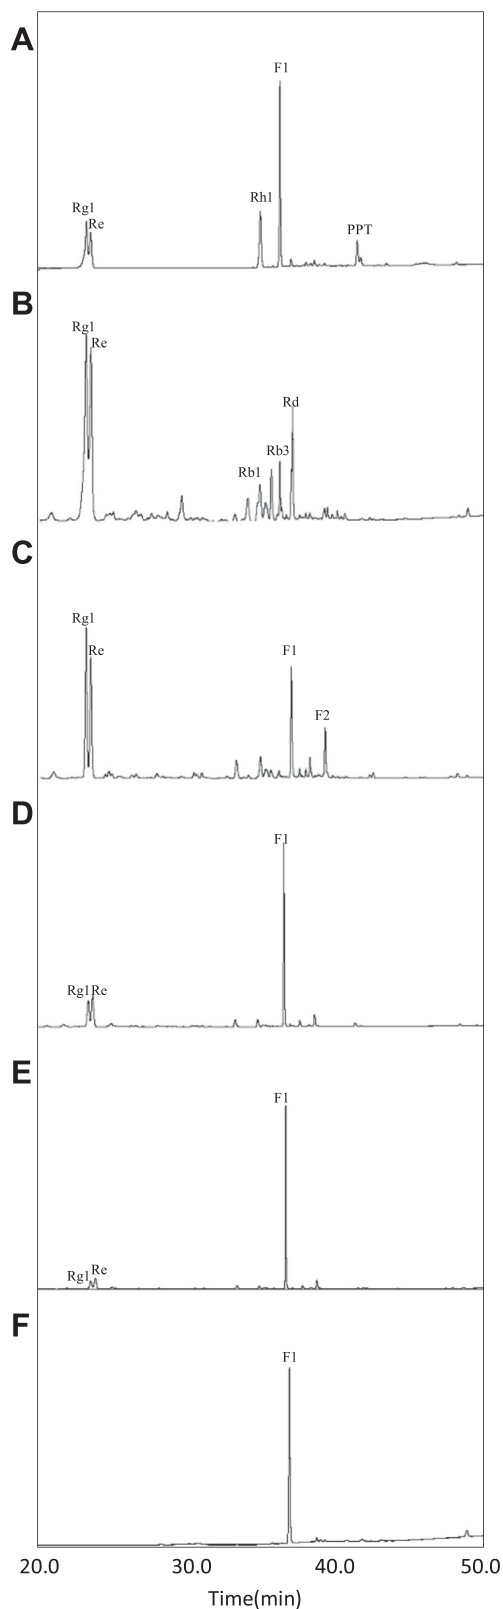 A
F1
Rh1
Rg1
Re
PPT
B
Rg1
Re
Rd
Rb3
Rb1
C
Rg1
Re
F1
F2
D
F1
Rg1 Re
E
F1
Rg1 Re
F
F1
20.0 30.0 40.0 50.0
Time(min)